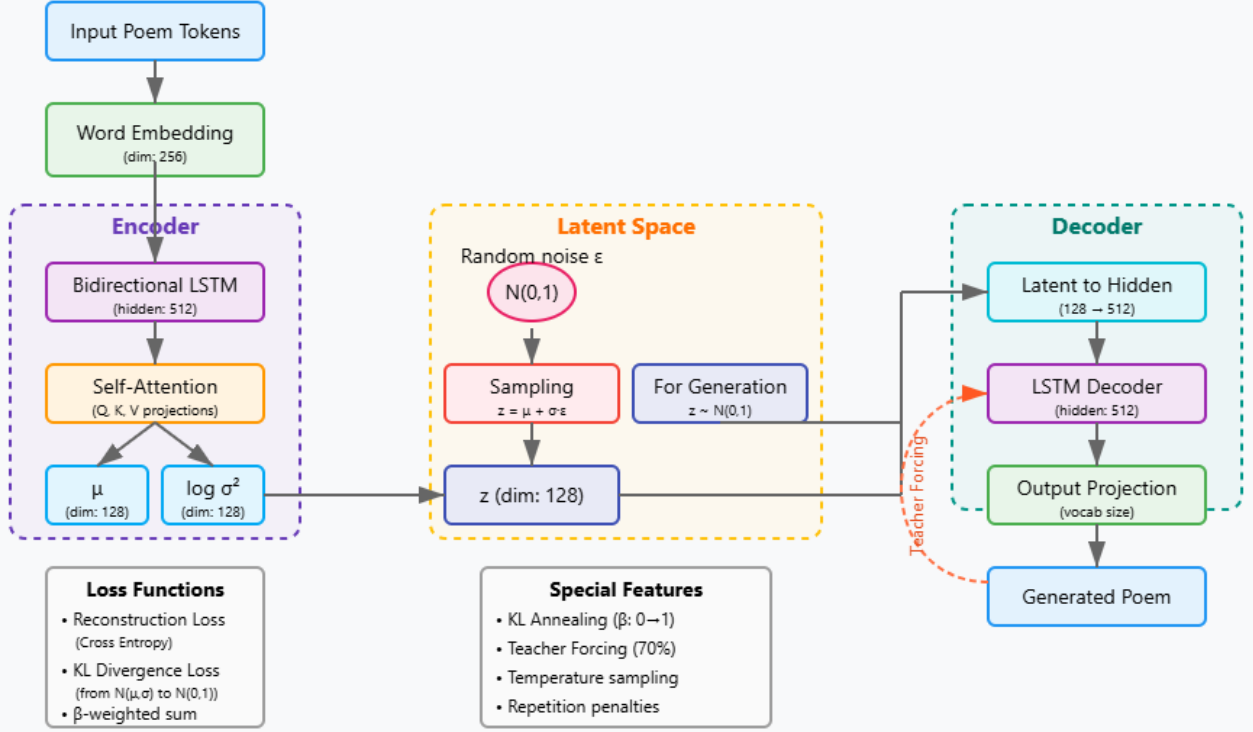 Input Poem Tokens
Word Embedding
(dim: 256)
Encoder
Bidirectional LSTM
(hidden: 512)
Self-Attention
(Q, K, V projections)
μ
(dim: 128)
log σ²
(dim: 128)
Latent Space
Random noise ε
N(0,1)
Sampling
z = μ + σ·ε
For Generation
z ~ N(0,1)
z (dim: 128)
Decoder
Latent to Hidden
(128 → 512)
LSTM Decoder
(hidden: 512)
Output Projection
(vocab size)
Generated Poem
Teacher Forcing
Loss Functions
• Reconstruction Loss
(Cross Entropy)
• KL Divergence Loss
(from N(μ,σ) to N(0,1))
• β-weighted sum
Special Features
• KL Annealing (β: 0→1)
• Teacher Forcing (70%)
• Temperature sampling
• Repetition penalties